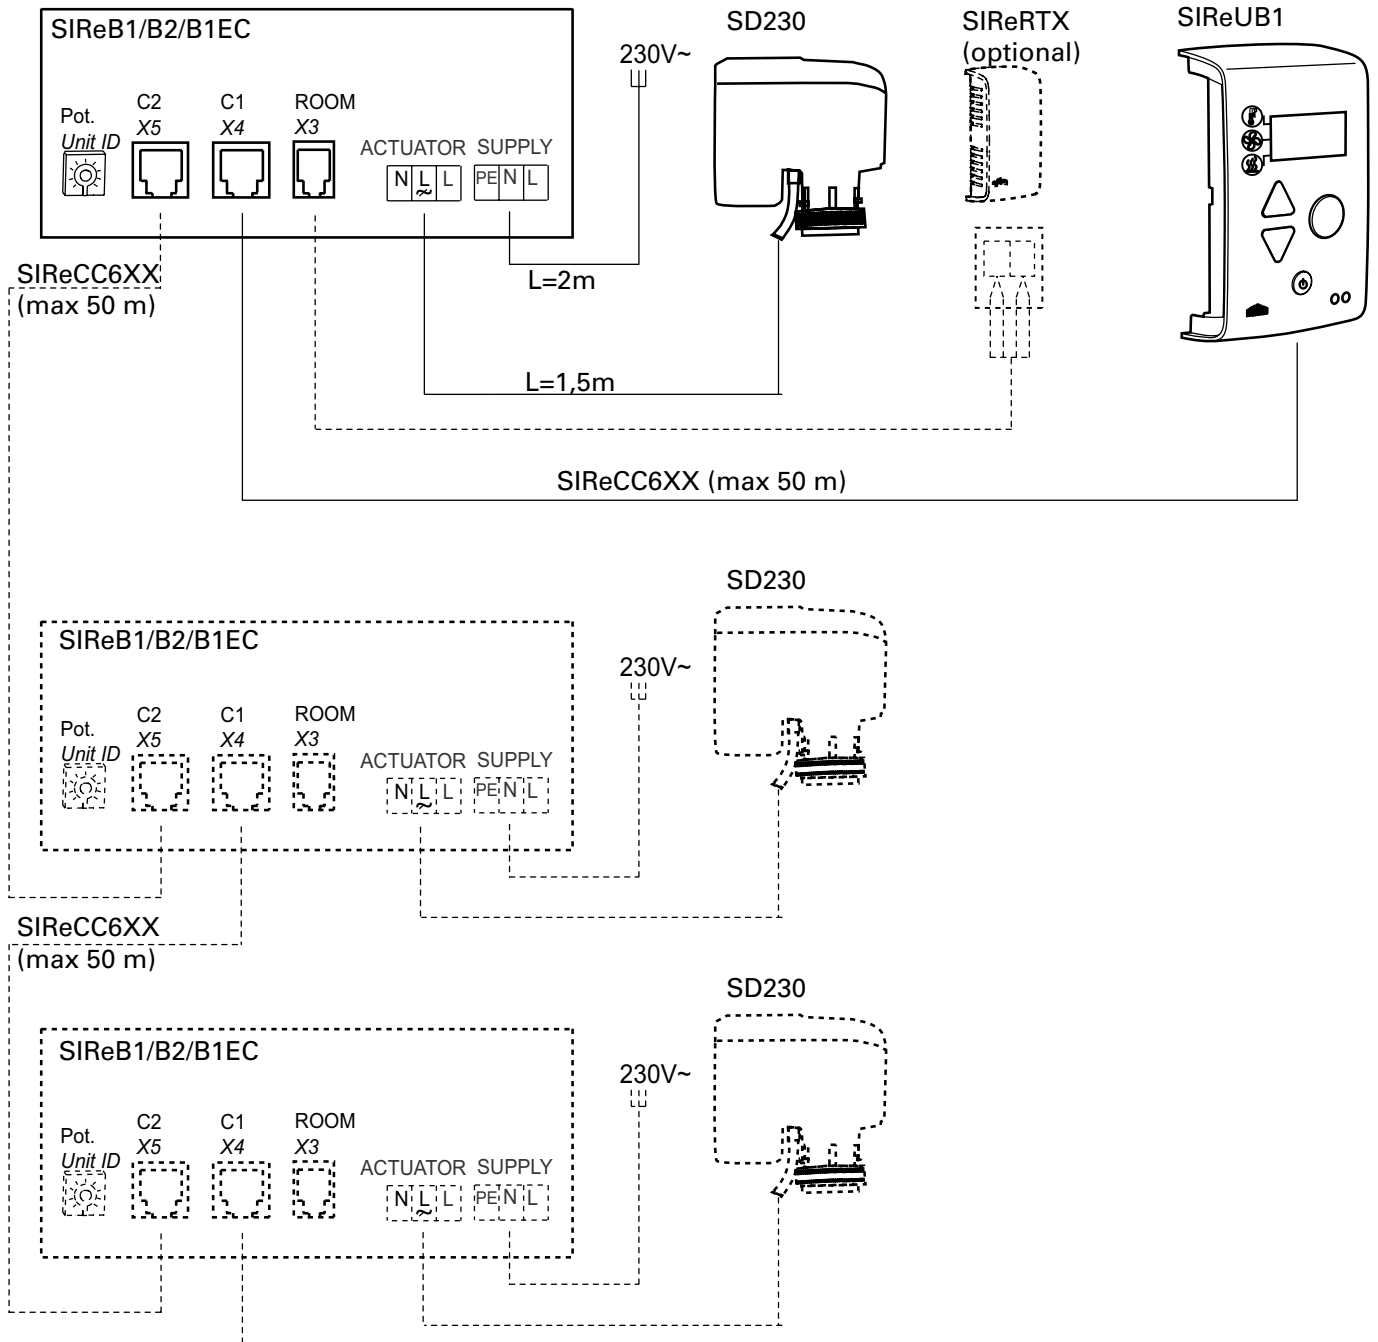 SIReB1/B2/B1EC
230V~
SD230
SIReRTX
(optional)
SIReUB1
Pot.
Unit ID
C2
X5
C1
X4
ROOM
X3
ACTUATOR SUPPLY
N L L PE N L
~
SIReCC6XX
(max 50 m)
L=2m
L=1,5m
SIReCC6XX (max 50 m)
SD230
SIReB1/B2/B1EC
230V~
Pot.
Unit ID
C2
X5
C1
X4
ROOM
X3
ACTUATOR SUPPLY
N L L PE N L
~
SIReCC6XX
(max 50 m)
SD230
SIReB1/B2/B1EC
230V~
Pot.
Unit ID
C2
X5
C1
X4
ROOM
X3
ACTUATOR SUPPLY
N L L PE N L
~